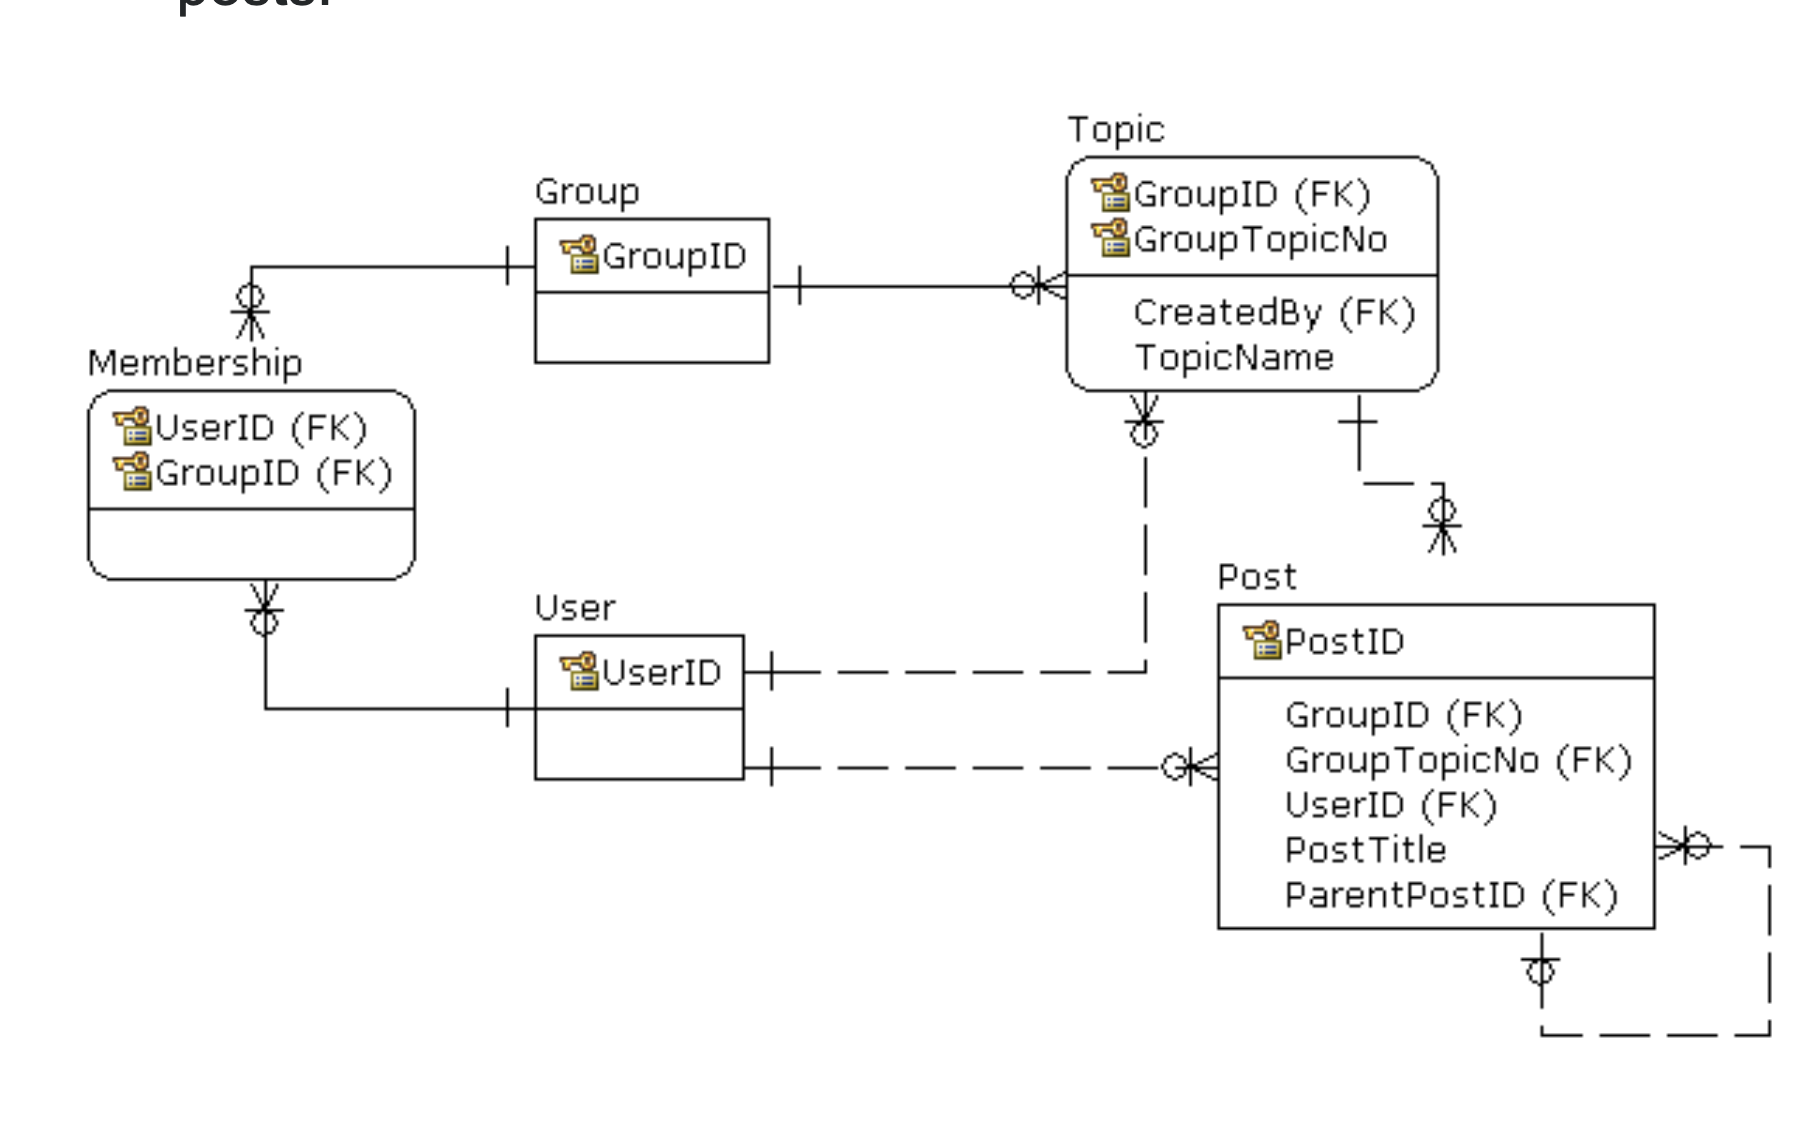 posts.
Topic
GroupID (FK)
GroupTopicNo
CreatedBy (FK)
TopicName
Group
GroupID
Membership
UserID (FK)
GroupID (FK)
User
UserID
Post
PostID
GroupID (FK)
GroupTopicNo (FK)
UserID (FK)
PostTitle
ParentPostID (FK)